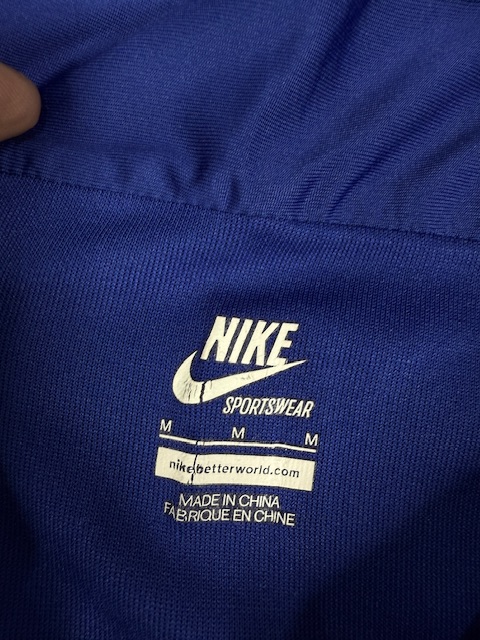 NIKE
SPORTSWEAR
M M M
nikebetterworld.com
MADE IN CHINA
FABRIQUE EN CHINE